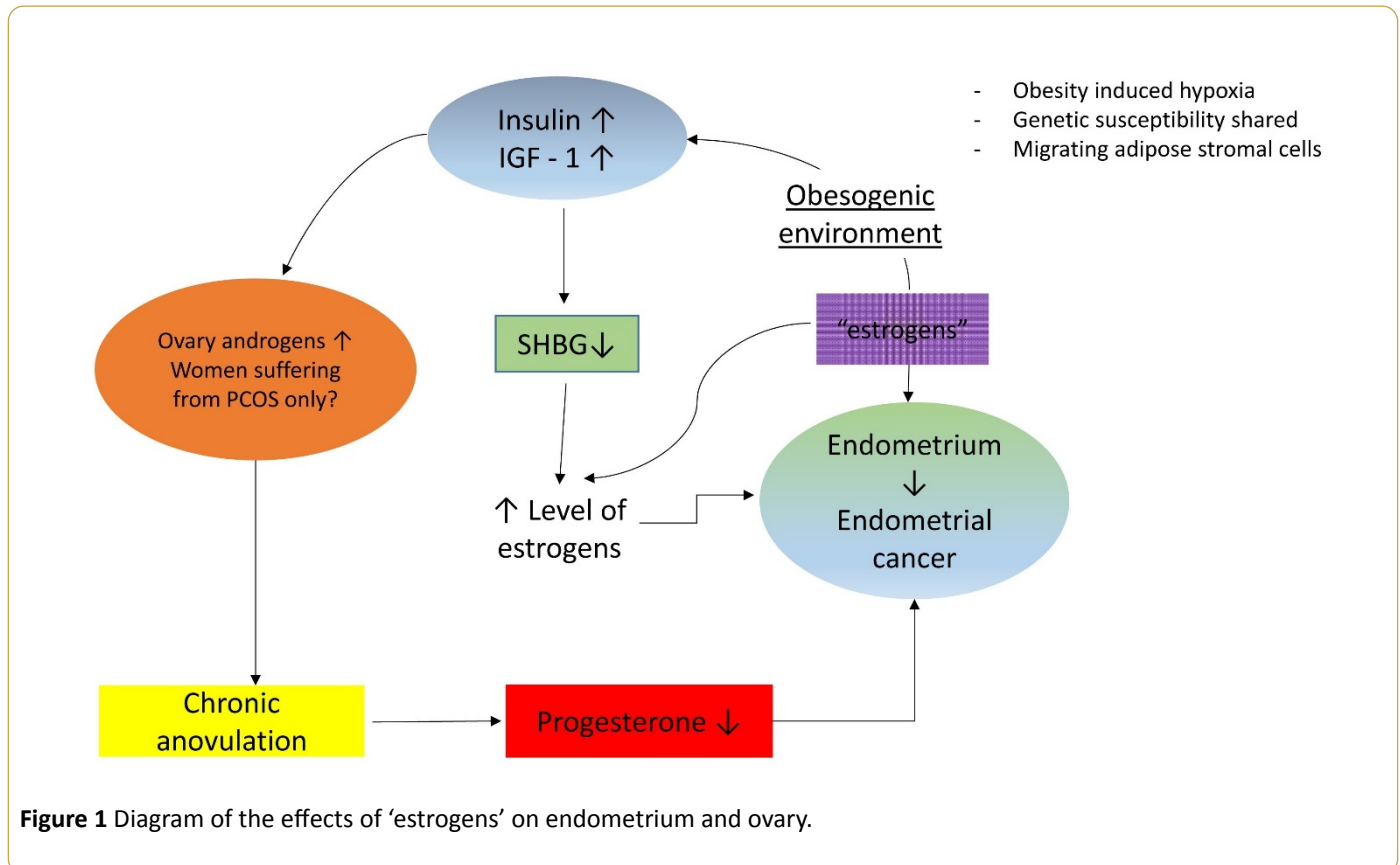 Insulin ↑
IGF - 1 ↑
- Obesity induced hypoxia
- Genetic susceptibility shared
- Migrating adipose stromal cells
Obesogenic
environment
Ovary androgens ↑
Women suffering
from PCOS only?
SHBG↓
“estrogens”
↑ Level of
estrogens
Endometrium
↓
Endometrial
cancer
Chronic
anovulation
Progesterone ↓
Figure 1 Diagram of the effects of ‘estrogens’ on endometrium and ovary.